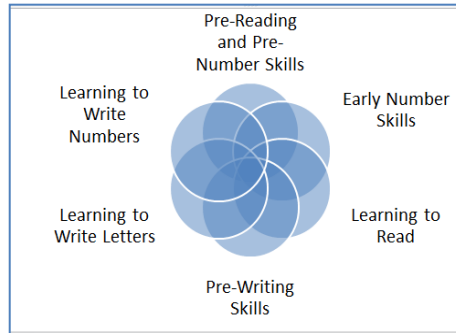 Pre-Reading
and Pre-
Number Skills
Early Number
Skills
Learning to
Read
Pre-Writing
Skills
Learning to
Write Letters
Learning to
Write
Numbers